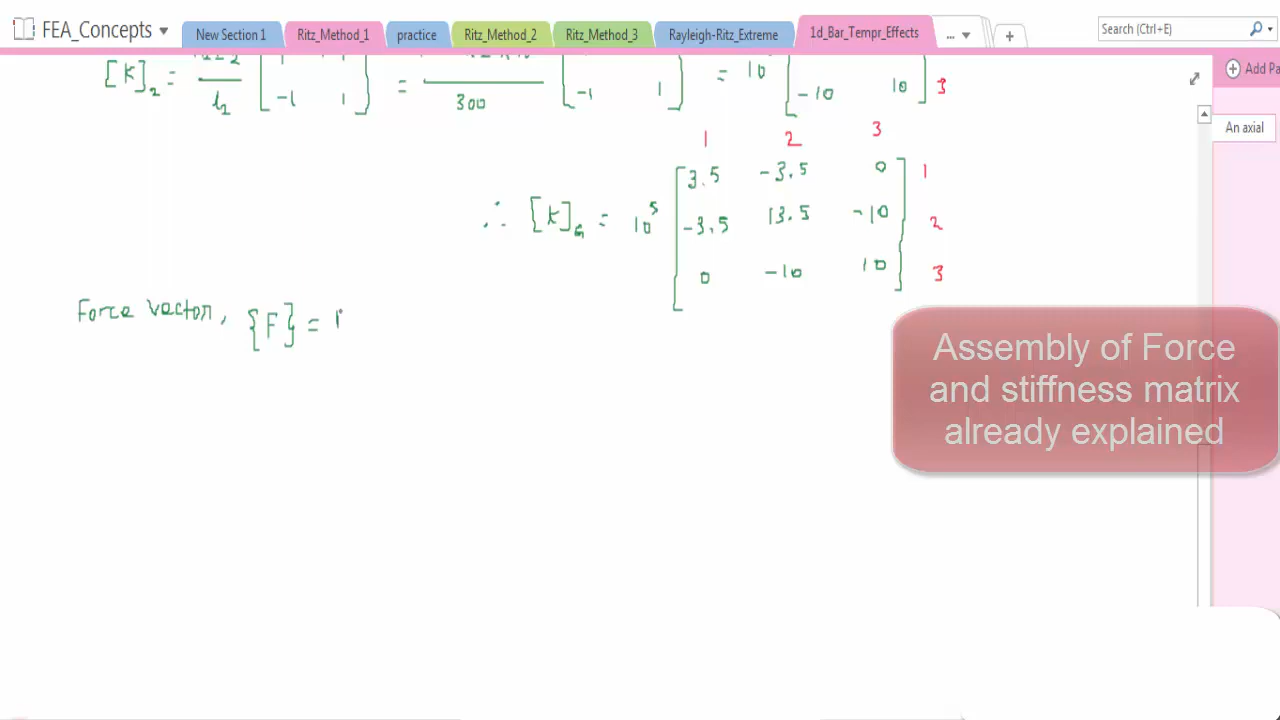 FEA_Concepts
New Section 1 Ritz_Method_1 practice Ritz_Method_2 Ritz_Method_3 Rayleigh-Ritz_Extreme 1d_Bar_Tempr_Effects ...
Search (Ctrl+E)
Add Pa
An axial
[K]₂ = / l₂ [ -1 1 ] = / 300 [ -1 1 ] = 10 [ -10 10 ] 3
1 2 3
3.5 -3.5 0 1
∴ [K]G = 10⁵ -3.5 13.5 -10 2
0 -10 10 3
Force vector, {F} =
Assembly of Force
and stiffness matrix
already explained